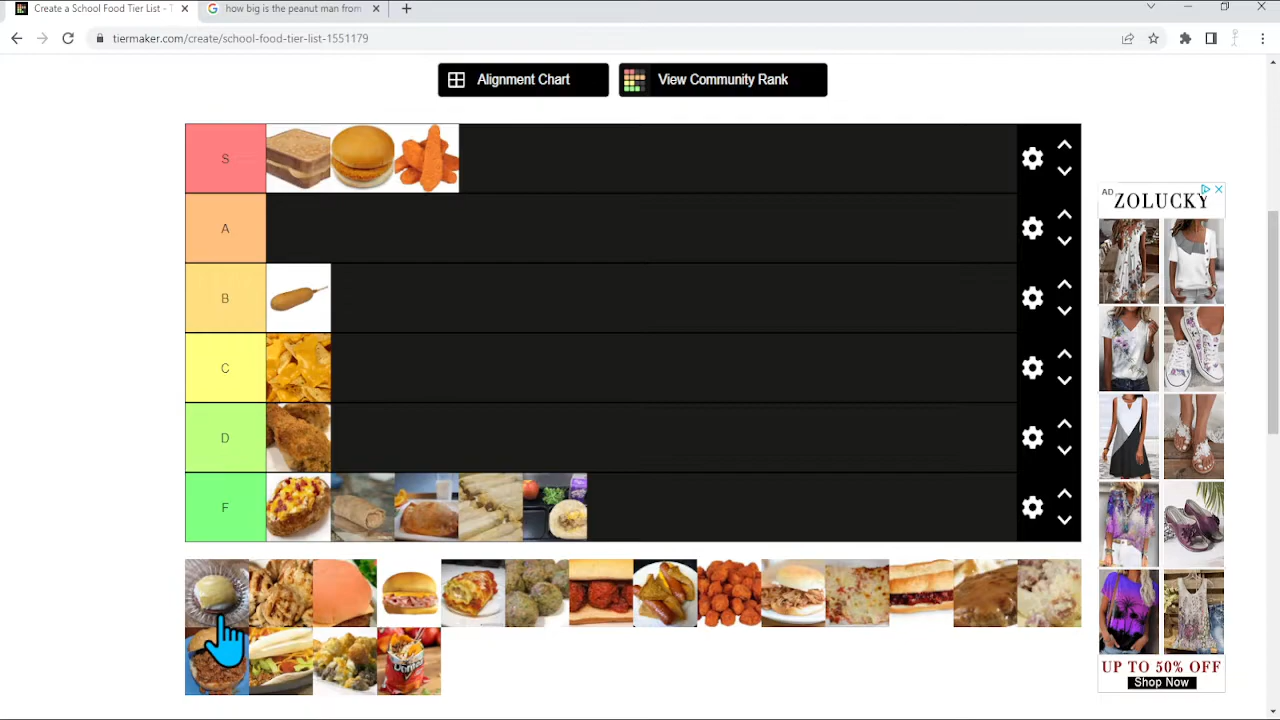 Create a School Food Tier List - T
how big is the peanut man from
tiermaker.com/create/school-food-tier-list-1551179
Alignment Chart
View Community Rank
S
A
B
C
D
F
AD
ZOLUCKY
UP TO 50% OFF
Shop Now